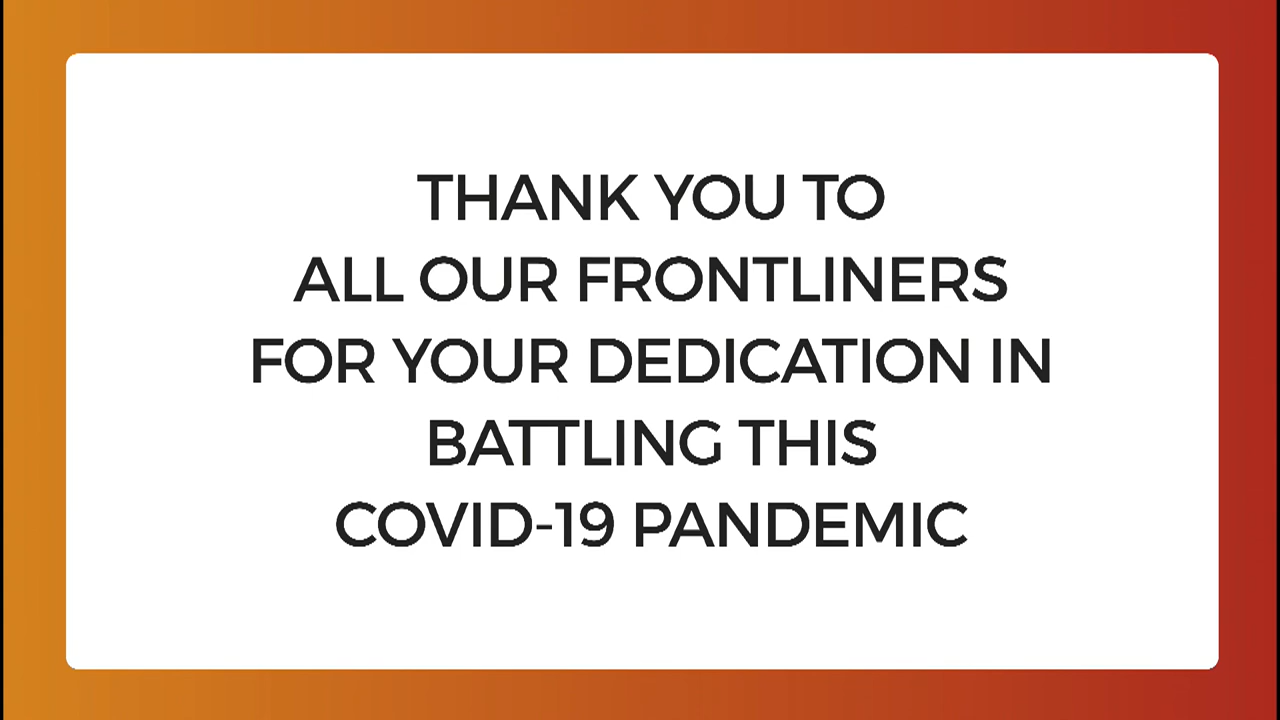 THANK YOU TO
ALL OUR FRONTLINERS
FOR YOUR DEDICATION IN
BATTLING THIS
COVID-19 PANDEMIC